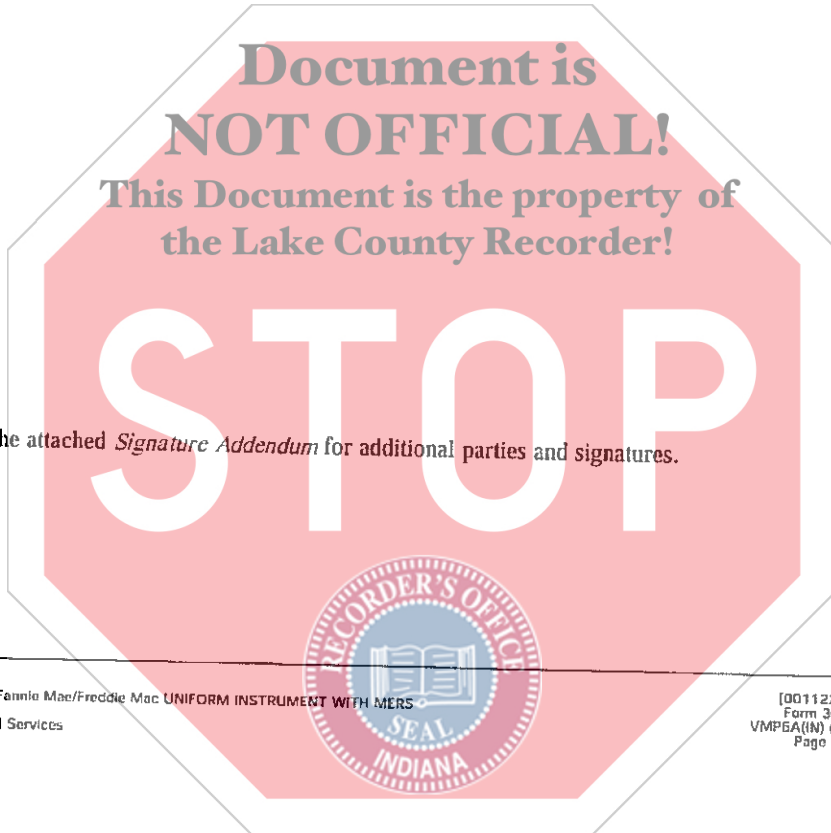 Document is
NOT OFFICIAL!
This Document is the property of
the Lake County Recorder!
STOP
he attached Signature Addendum for additional parties and signatures.
RECORDER'S OFFICE
SEAL
INDIANA
Fannie Mae/Freddie Mac UNIFORM INSTRUMENT WITH MERS
Services
[00112
Form 3
VMP6A(IN)
Page